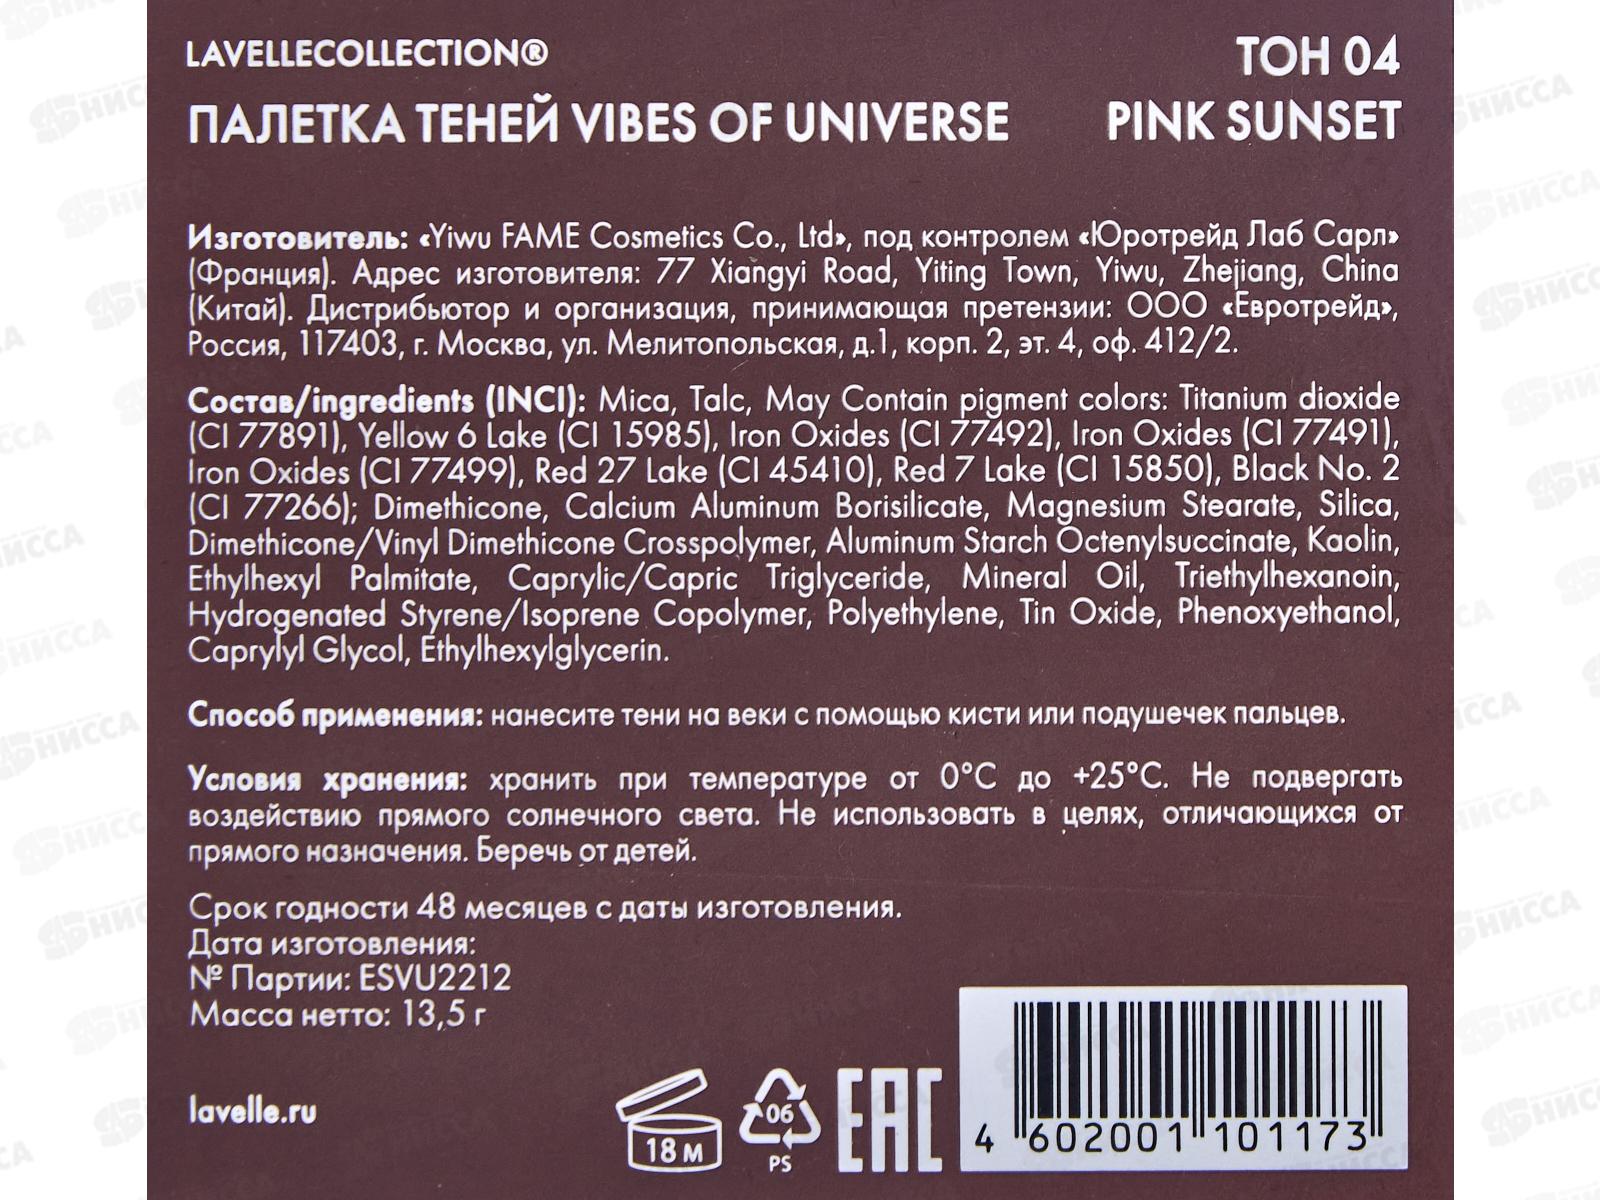 LAVELLECOLLECTION®
ТОН 04
ПАЛЕТКА ТЕНЕЙ VIBES OF UNIVERSE
PINK SUNSET
Изготовитель: «Yiwu FAME Cosmetics Co., Ltd», под контролем «Юротрейд Лаб Сарл»
(Франция). Адрес изготовителя: 77 Xiangyi Road, Yiting Town, Yiwu, Zhejiang, China
(Китай). Дистрибьютор и организация, принимающая претензии: ООО «Евротрейд»,
Россия, 117403, г. Москва, ул. Мелитопольская, д.1, корп. 2, эт. 4, оф. 412/2.
Состав/ingredients (INCI): Mica, Talc, May Contain pigment colors: Titanium dioxide
(CI 77891), Yellow 6 Lake (CI 15985), Iron Oxides (CI 77492), Iron Oxides (CI 77491),
Iron Oxides (CI 77499), Red 27 Lake (CI 45410), Red 7 Lake (CI 15850), Black No. 2
(CI 77266); Dimethicone, Calcium Aluminum Borisilicate, Magnesium Stearate, Silica,
Dimethicone/Vinyl Dimethicone Crosspolymer, Aluminum Starch Octenylsuccinate, Kaolin,
Ethylhexyl Palmitate, Caprylic/Capric Triglyceride, Mineral Oil, Triethylhexanoin,
Hydrogenated Styrene/Isoprene Copolymer, Polyethylene, Tin Oxide, Phenoxyethanol,
Caprylyl Glycol, Ethylhexylglycerin.
Способ применения: нанесите тени на веки с помощью кисти или подушечек пальцев.
Условия хранения: хранить при температуре от 0°C до +25°C. Не подвергать
воздействию прямого солнечного света. Не использовать в целях, отличающихся от
прямого назначения. Беречь от детей.
Срок годности 48 месяцев с даты изготовления.
Дата изготовления:
№ Партии: ESVU2212
Масса нетто: 13,5 г
lavelle.ru
18 M
06
PS
EAC
4 602001 101173
НИССА